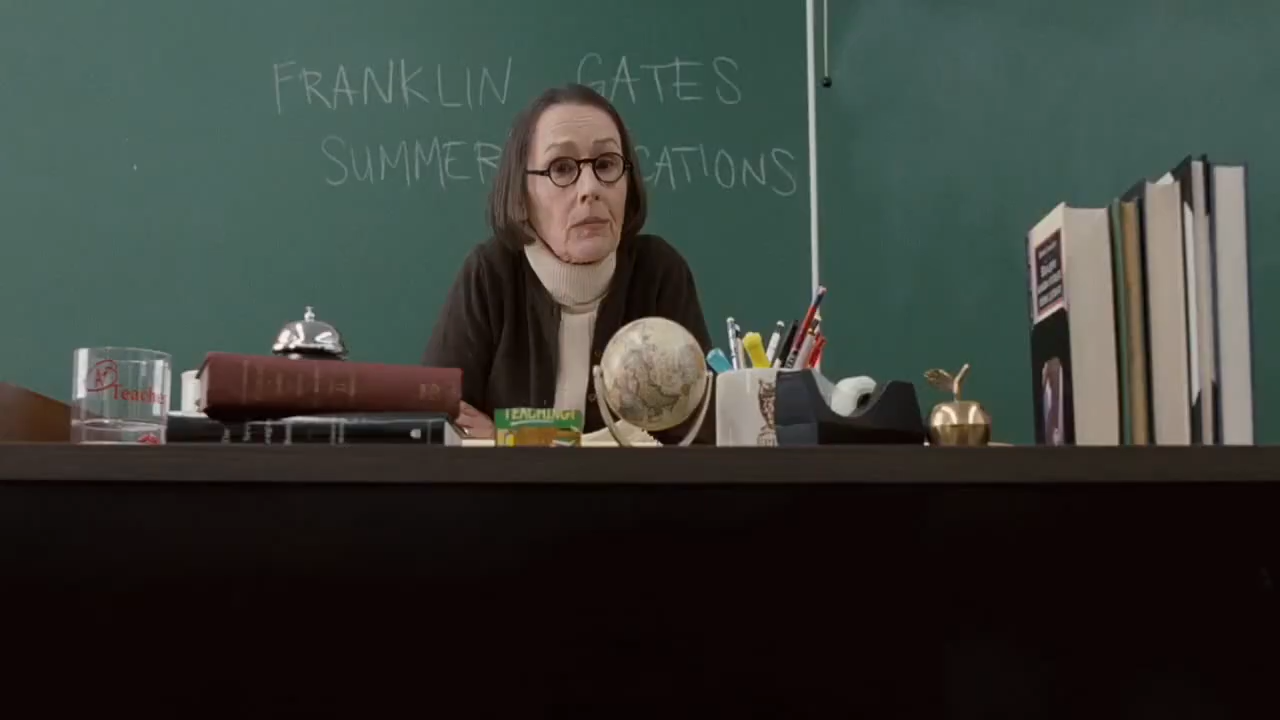 FRANKLIN GATES
SUMMER CATIONS
A+
Teacher
TEACHING!